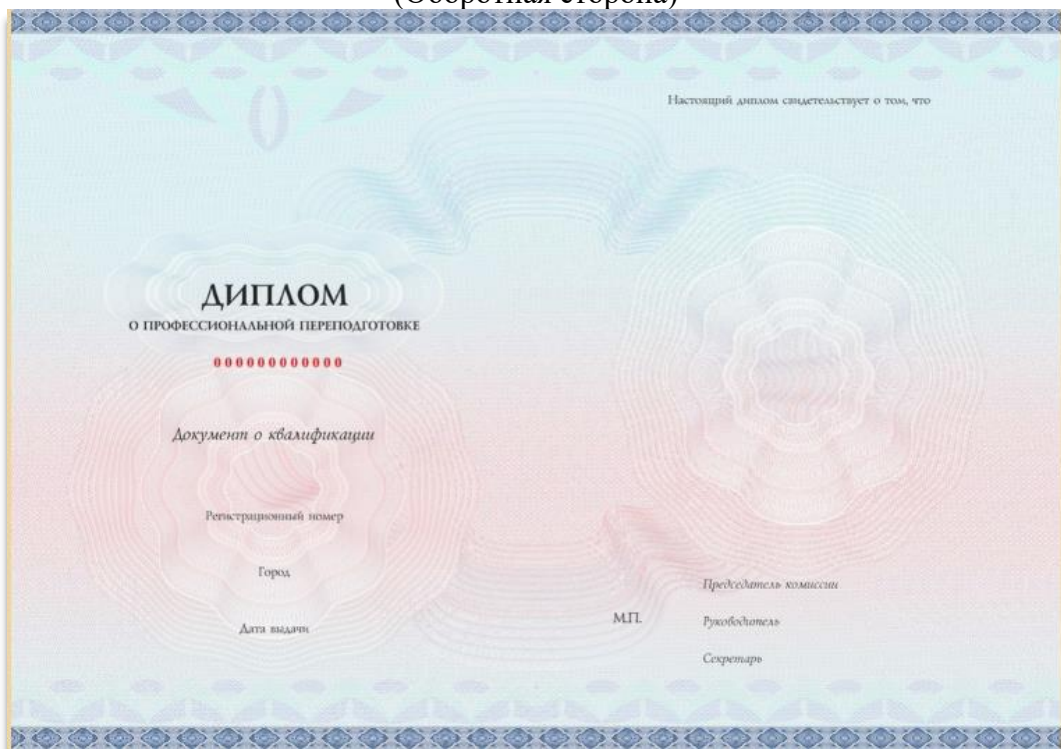 (Оборотная сторона)
Настоящий диплом свидетельствует о том, что
ДИПЛОМ
О ПРОФЕССИОНАЛЬНОЙ ПЕРЕПОДГОТОВКЕ
000000000000
Документ о квалификации
Регистрационный номер
Город
Дата выдачи
М.П.
Председатель комиссии
Руководитель
Секретарь